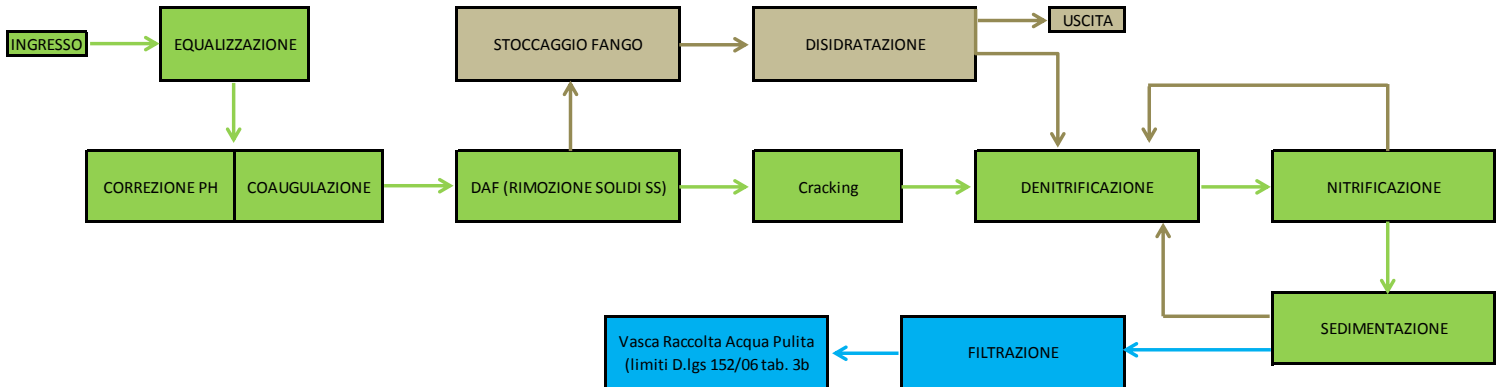 USCITA
INGRESSO
EQUALIZZAZIONE
STOCCAGGIO FANGO
DISIDRATAZIONE
CORREZIONE PH
COAUGULAZIONE
DAF (RIMOZIONE SOLIDI SS)
Cracking
DENITRIFICAZIONE
NITRIFICAZIONE
SEDIMENTAZIONE
FILTRAZIONE
Vasca Raccolta Acqua Pulita
(limiti D.lgs 152/06 tab. 3b